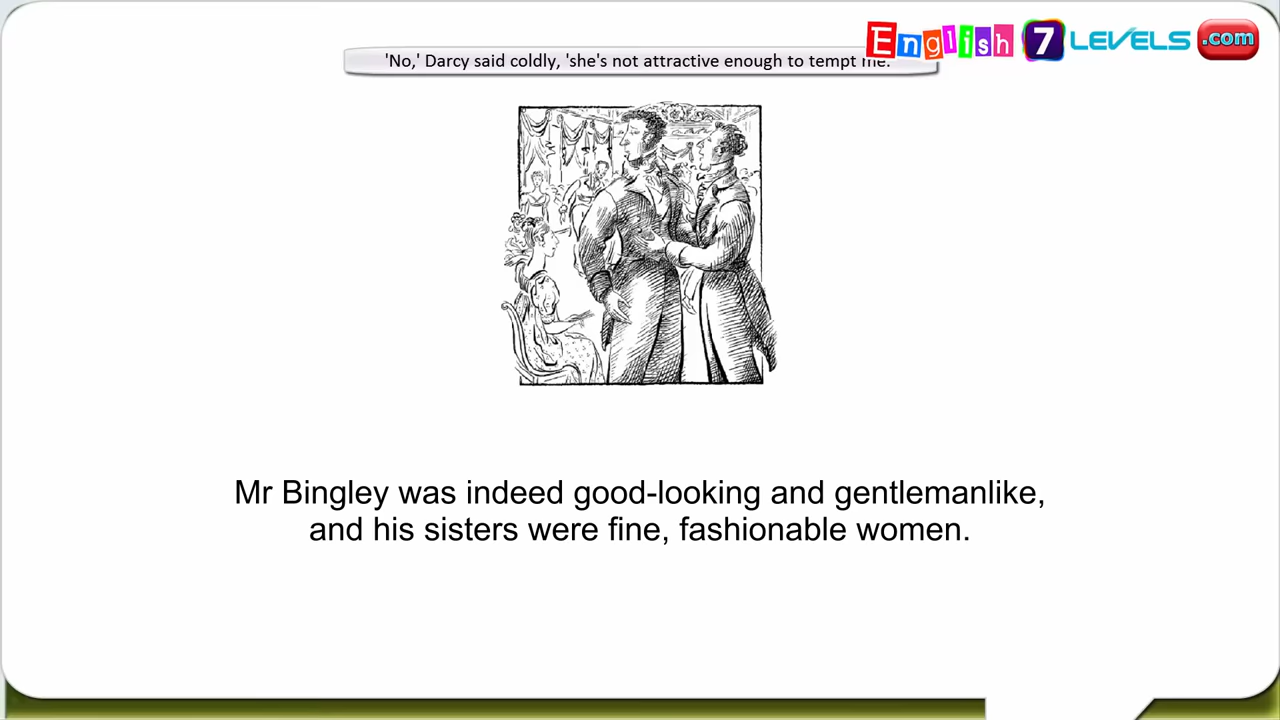 English 7 LEVELS .com
'No,' Darcy said coldly, 'she's not attractive enough to tempt me.'
Mr Bingley was indeed good-looking and gentlemanlike,
and his sisters were fine, fashionable women.